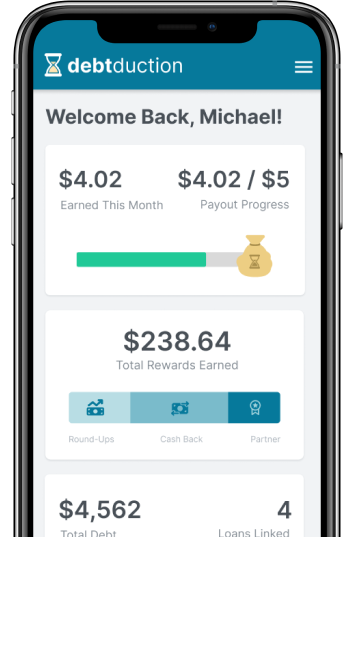 debtduction
Welcome Back, Michael!
$4.02 $4.02 / $5
Earned This Month Payout Progress
$238.64
Total Rewards Earned
Round-Ups Cash Back Partner
$4,562 4
Total Debt Loans Linked